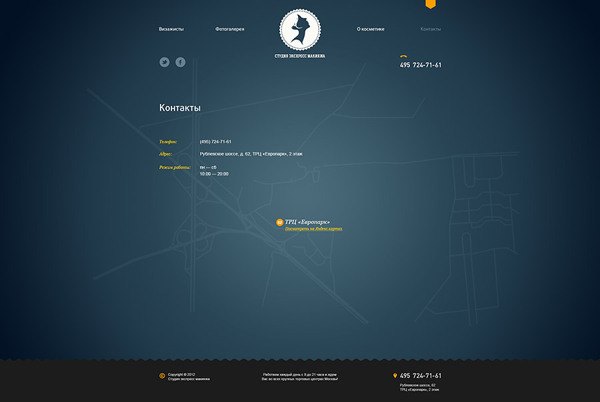 Визажисты
Фотогалерея
О косметике
Контакты
СТУДИЯ ЭКСПРЕСС МАКИЯЖА
495 724-71-61
Контакты
Телефон: (495) 724-71-61
Адрес: Рублевское шоссе, д. 62, ТРЦ «Европарк», 2 этаж
Режим работы: пн — сб
10:00 — 20:00
ТРЦ «Европарк»
Посмотреть на Яндекс картах
Copyright © 2012
Студия экспресс макияжа
Работаем каждый день с 9 до 21 часа и ждем
Вас во всех крупных торговых центрах Москвы!
495 724-71-61
Рублевское шоссе, 62
ТРЦ «Европарк», 2 этаж